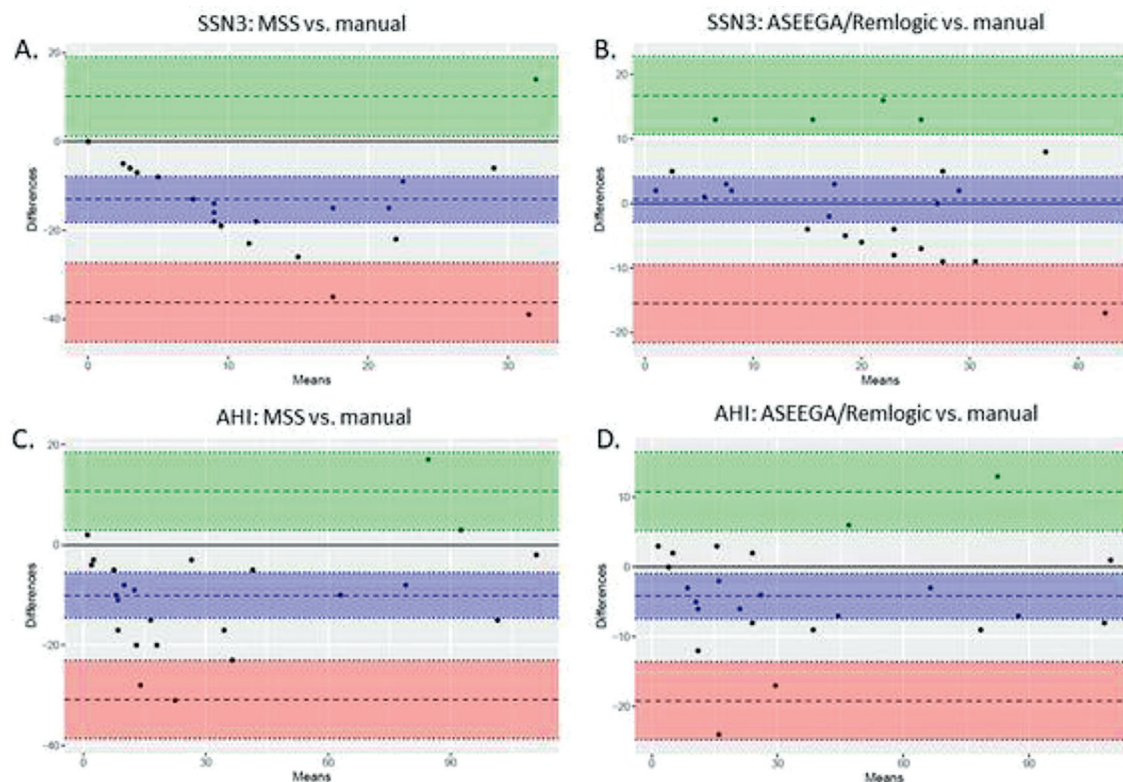 SSN3: MSS vs. manual
A.
20
0
−20
−40
Differences
0 10 20 30
Means
SSN3: ASEEGA/Remlogic vs. manual
B.
20
10
0
−10
−20
Differences
0 10 20 30 40
Means
AHI: MSS vs. manual
C.
20
0
−20
−40
Differences
0 30 60 90
Means
AHI: ASEEGA/Remlogic vs. manual
D.
10
0
−10
−20
Differences
0 30 60 90
Means